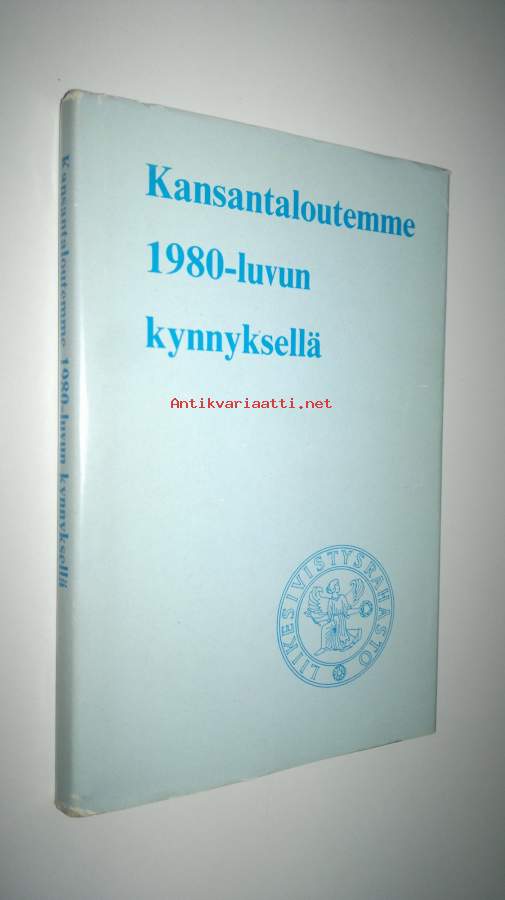 Kansantaloutemme
1980-luvun
kynnyksellä
Antikvariaatti.net
LIIKESIVISTYSRAHASTO
Kansantaloutemme 1980-luvun kynnyksellä